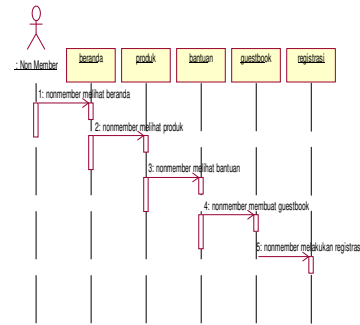 : Non Member
beranda
produk
bantuan
guestbook
registrasi
1: nonmember melihat beranda
2: nonmember melihat produk
3: nonmember melihat bantuan
4: nonmember membuat guestbook
5: nonmember melakukan registras